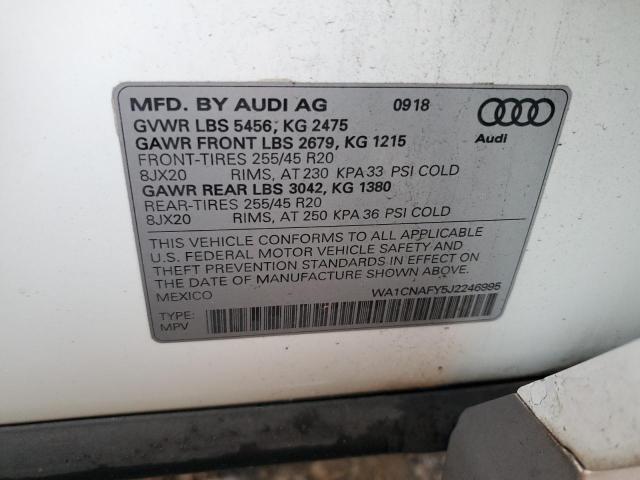 MFD. BY AUDI AG 0918
GVWR LBS 5456; KG 2475
GAWR FRONT LBS 2679, KG 1215
Audi
FRONT-TIRES 255/45 R20
8JX20 RIMS, AT 230 KPA 33 PSI COLD
GAWR REAR LBS 3042, KG 1380
REAR-TIRES 255/45 R20
8JX20 RIMS, AT 250 KPA 36 PSI COLD
THIS VEHICLE CONFORMS TO ALL APPLICABLE
U.S. FEDERAL MOTOR VEHICLE SAFETY AND
THEFT PREVENTION STANDARDS IN EFFECT ON
THE DATE OF MANUFACTURE SHOWN ABOVE
MEXICO WA1CNAFY5J2246995
TYPE:
MPV